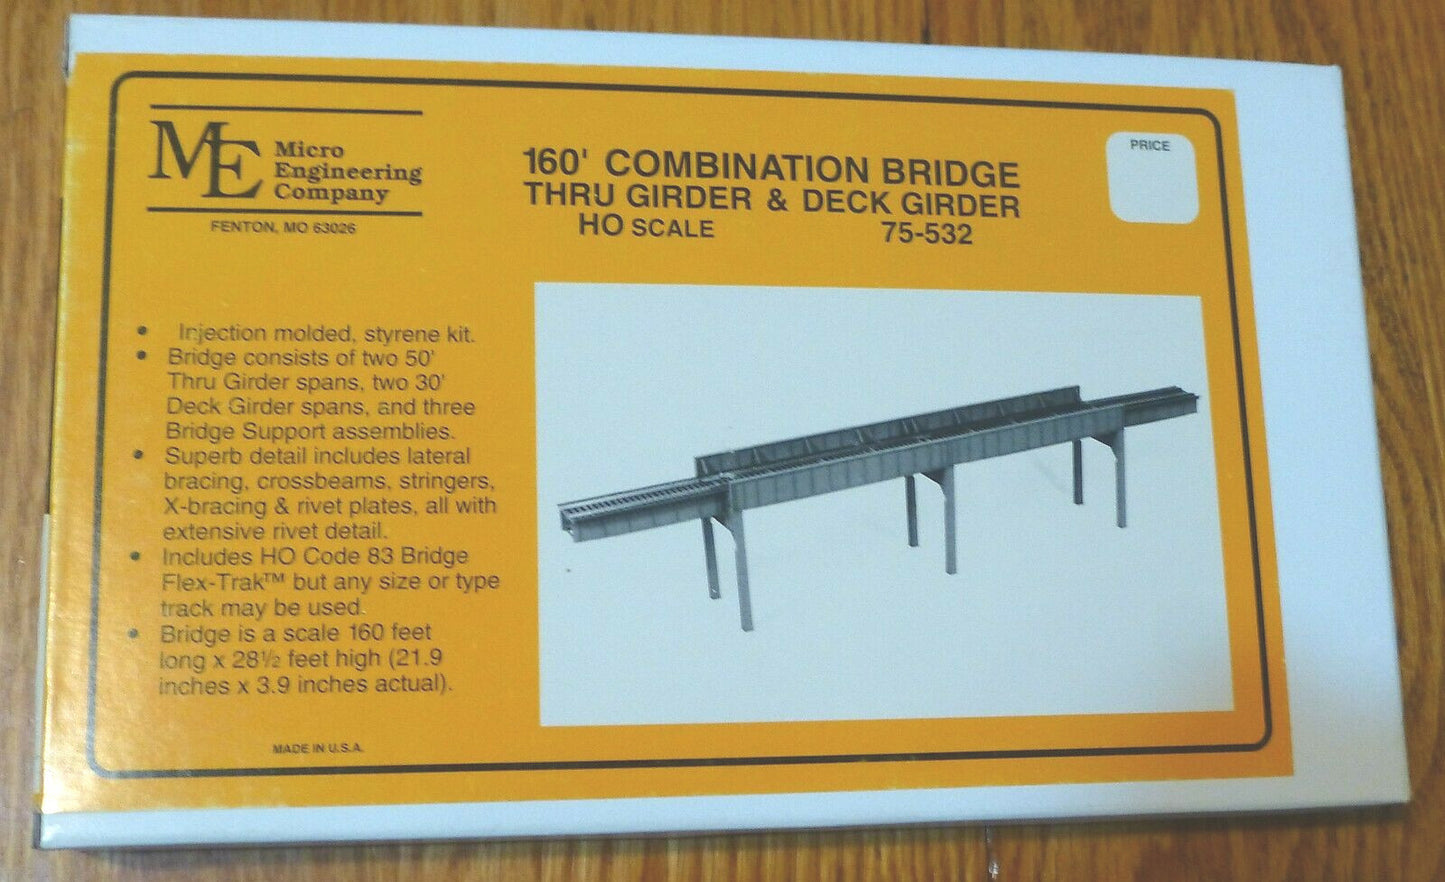 ME Micro
Engineering
Company
FENTON, MO 63026
160' COMBINATION BRIDGE
THRU GIRDER & DECK GIRDER
HO SCALE 75-532
PRICE
• Injection molded, styrene kit.
• Bridge consists of two 50'
Thru Girder spans, two 30'
Deck Girder spans, and three
Bridge Support assemblies.
• Superb detail includes lateral
bracing, crossbeams, stringers,
X-bracing & rivet plates, all with
extensive rivet detail.
• Includes HO Code 83 Bridge
Flex-Trak™ but any size or type
track may be used.
• Bridge is a scale 160 feet
long x 28½ feet high (21.9
inches x 3.9 inches actual).
MADE IN U.S.A.